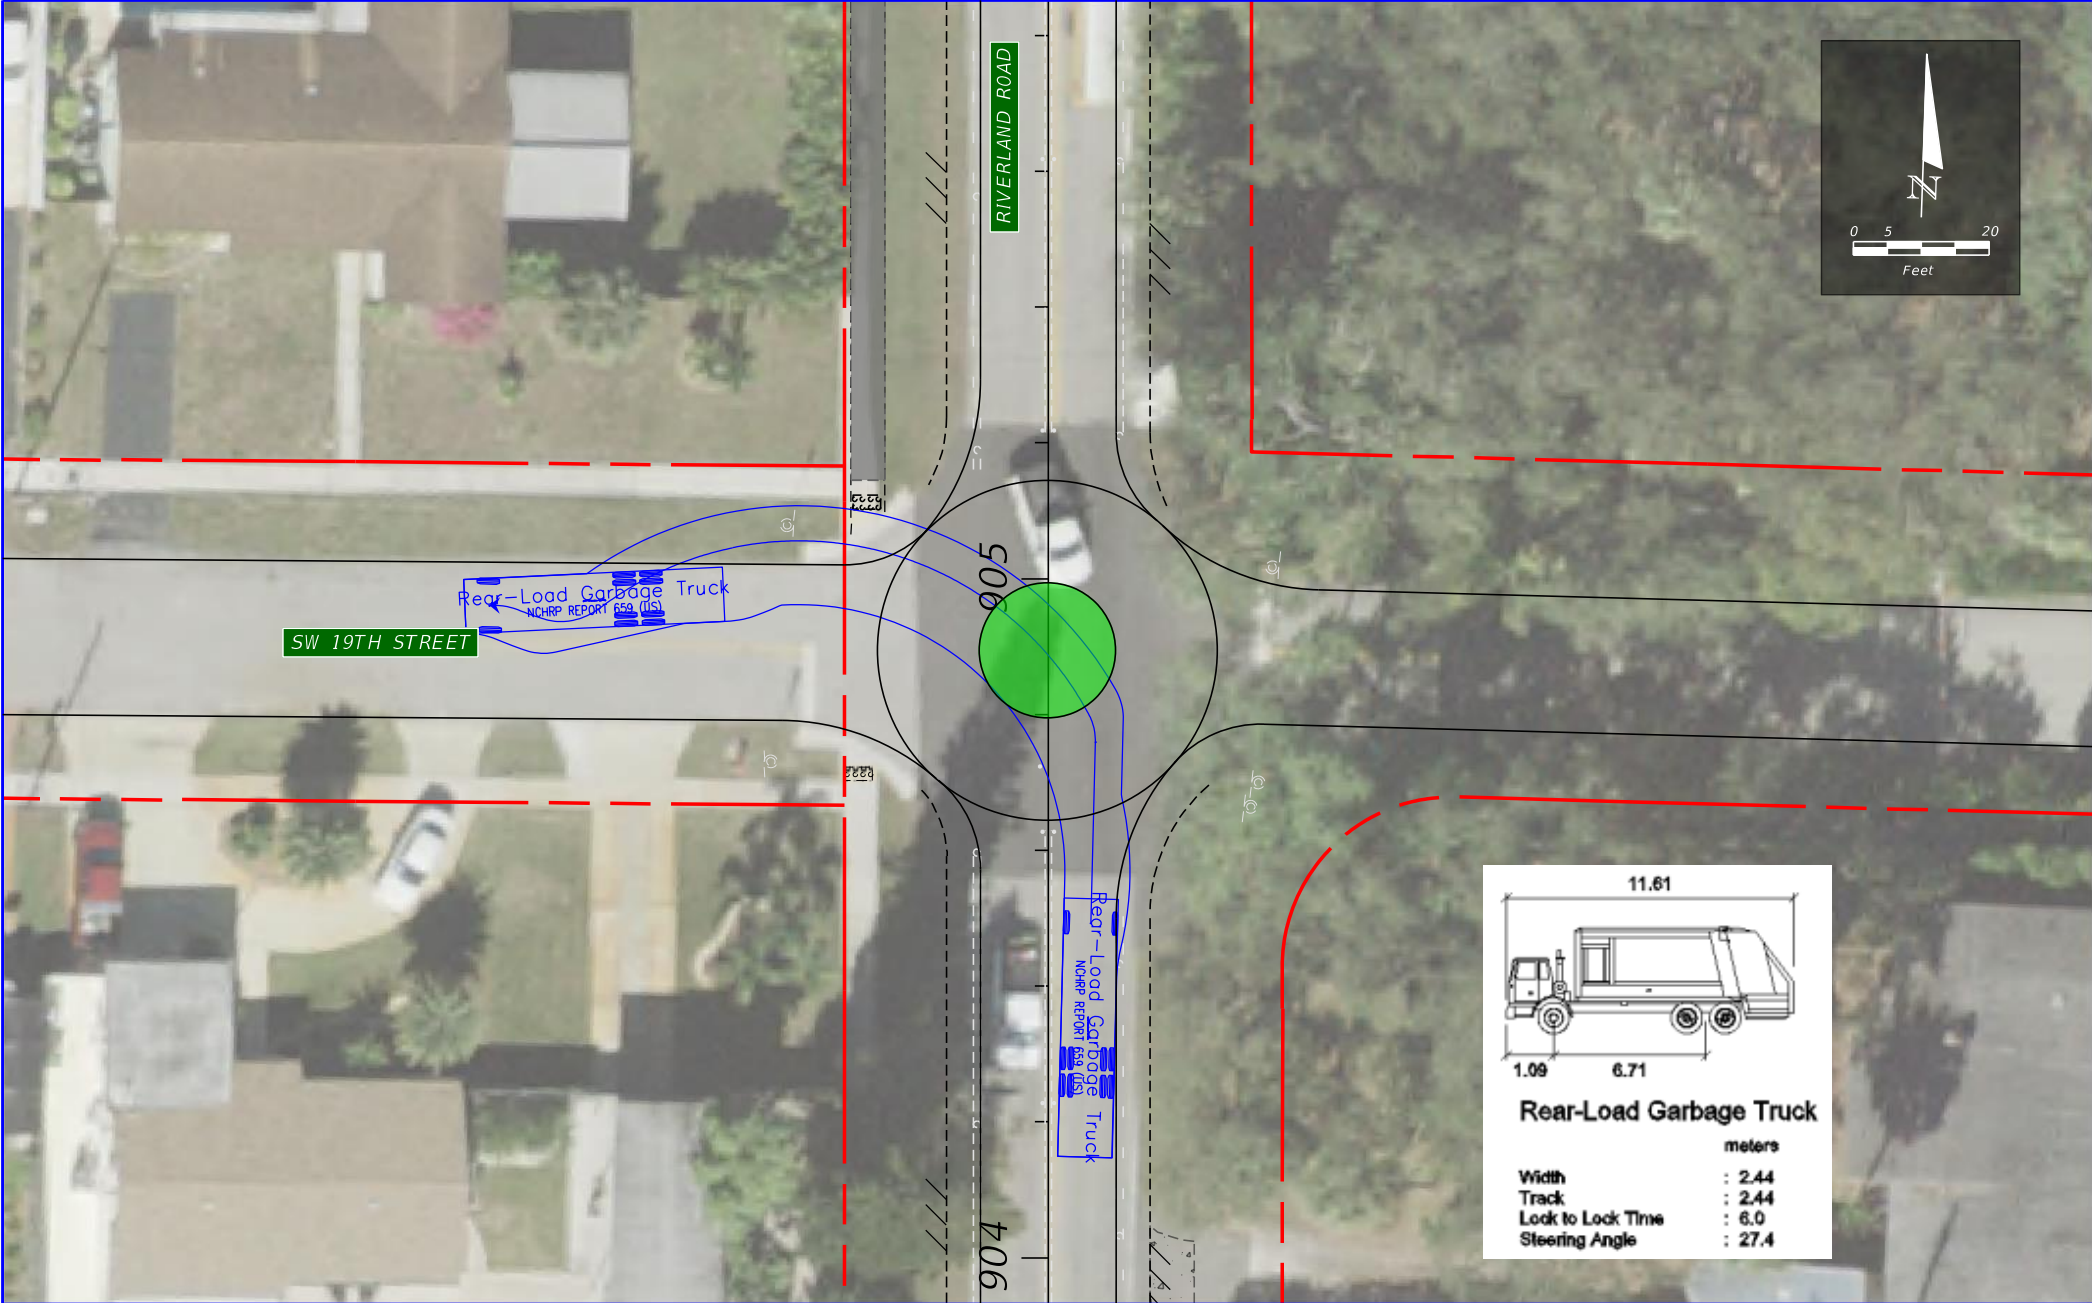 RIVERLAND ROAD
0 5 20
Feet
N
905
Rear-Load Garbage Truck
NCHRP REPORT 659 (US)
SW 19TH STREET
Rear-Load Garbage Truck
NCHRP REPORT 659 (US)
904
11.61
1.09 6.71
Rear-Load Garbage Truck
meters
Width : 2.44
Track : 2.44
Lock to Lock Time : 6.0
Steering Angle : 27.4